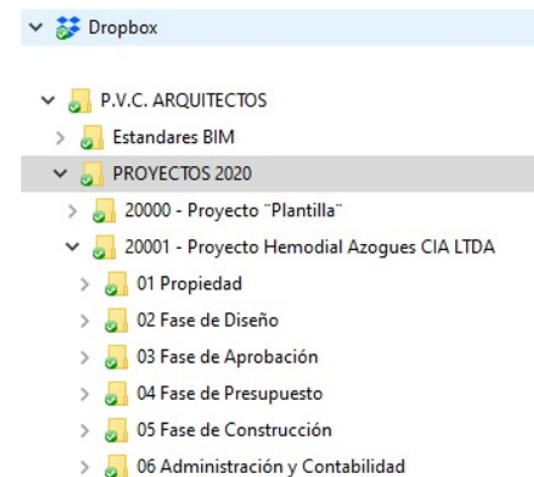 Dropbox
P.V.C. ARQUITECTOS
Estandares BIM
PROYECTOS 2020
20000 - Proyecto ¨Plantilla¨
20001 - Proyecto Hemodial Azogues CIA LTDA
01 Propiedad
02 Fase de Diseño
03 Fase de Aprobación
04 Fase de Presupuesto
05 Fase de Construcción
06 Administración y Contabilidad